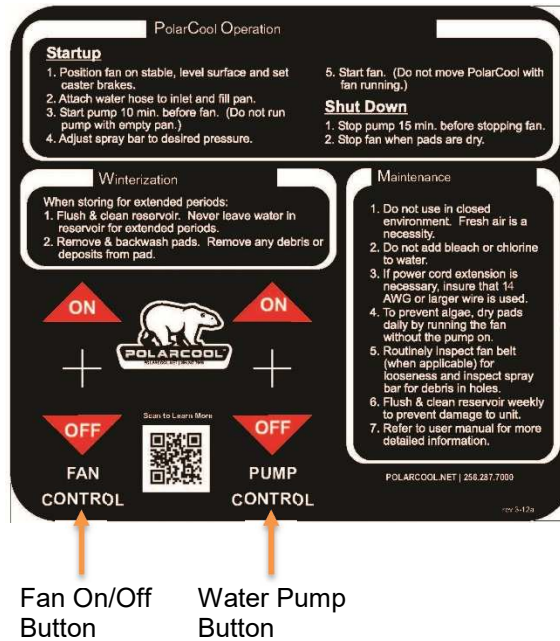 PolarCool Operation
Startup
1. Position fan on stable, level surface and set
caster brakes.
2. Attach water hose to inlet and fill pan.
3. Start pump 10 min. before fan. (Do not run
pump with empty pan.)
4. Adjust spray bar to desired pressure.
5. Start fan. (Do not move PolarCool with
fan running.)
Shut Down
1. Stop pump 15 min. before stopping fan.
2. Stop fan when pads are dry.
Winterization
When storing for extended periods:
1. Flush & clean reservoir. Never leave water in
reservoir for extended periods.
2. Remove & backwash pads. Remove any debris or
deposits from pad.
Maintenance
1. Do not use in closed
environment. Fresh air is a
necessity.
2. Do not add bleach or chlorine
to water.
3. If power cord extension is
necessary, insure that 14
AWG or larger wire is used.
4. To prevent algae, dry pads
daily by running the fan
without the pump on.
5. Routinely inspect fan belt
(when applicable) for
looseness and inspect spray
bar for debris in holes.
6. Flush & clean reservoir weekly
to prevent damage to unit.
7. Refer to user manual for more
detailed information.
ON
ON
POLARCOOL
OFF
Scan to Learn More
OFF
FAN
CONTROL
PUMP
CONTROL
POLARCOOL.NET | 256.287.7000
rev 3-12a
Fan On/Off
Button
Water Pump
Button